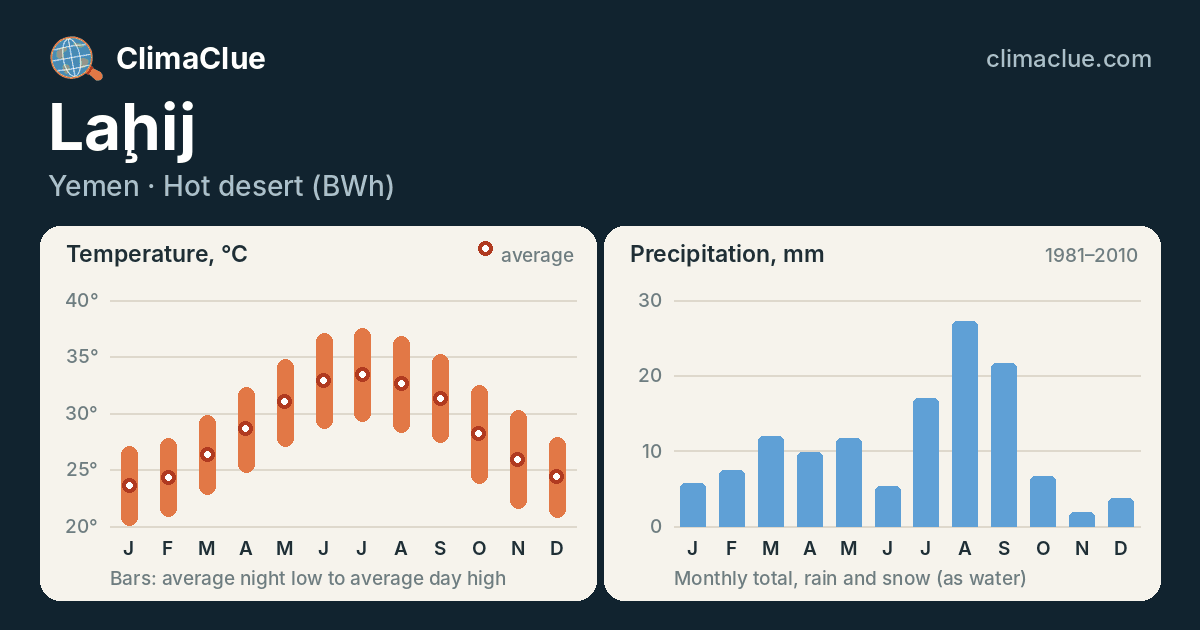 ClimaClue
climaclue.com
Laḩij
Yemen · Hot desert (BWh)
Temperature, °C
average
40°
35°
30°
25°
20°
J F M A M J J A S O N D
Bars: average night low to average day high
Precipitation, mm
1981–2010
30
20
10
0
J F M A M J J A S O N D
Monthly total, rain and snow (as water)